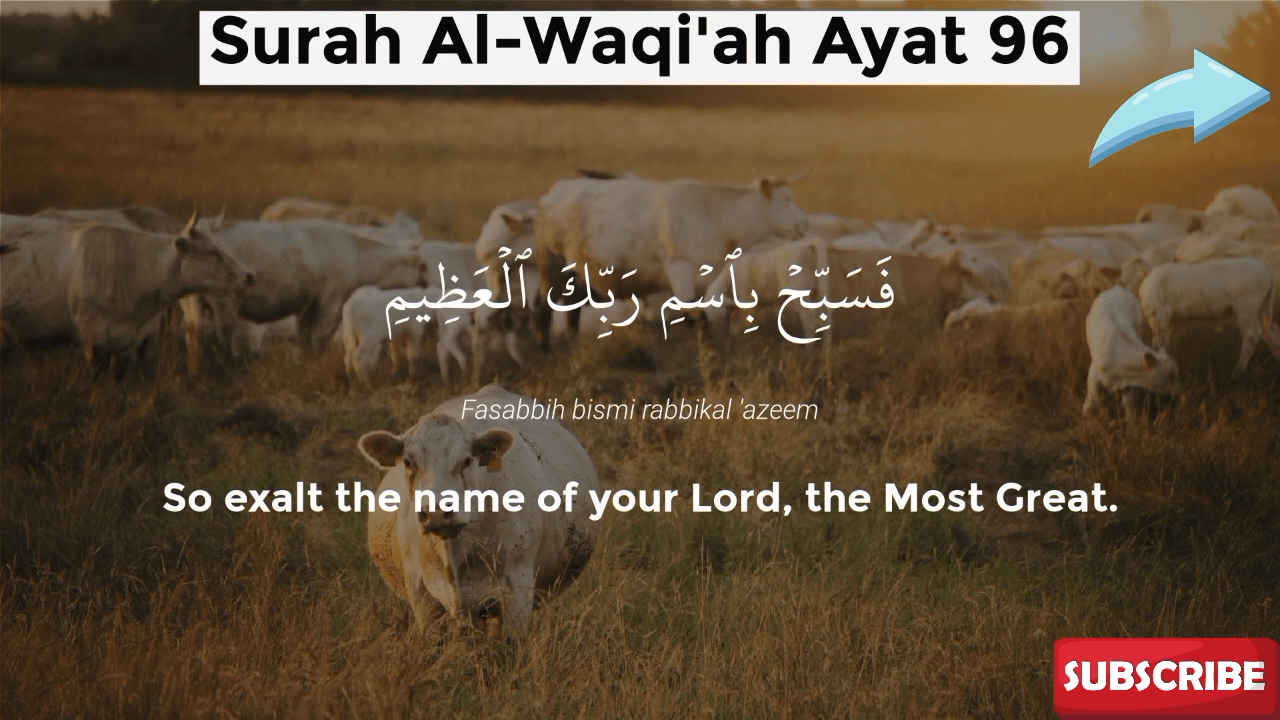 Surah Al-Waqi'ah Ayat 96
فَسَبِّحْ بِٱسْمِ رَبِّكَ ٱلْعَظِيمِ
Fasabbih bismi rabbikal 'azeem
So exalt the name of your Lord, the Most Great.
SUBSCRIBE